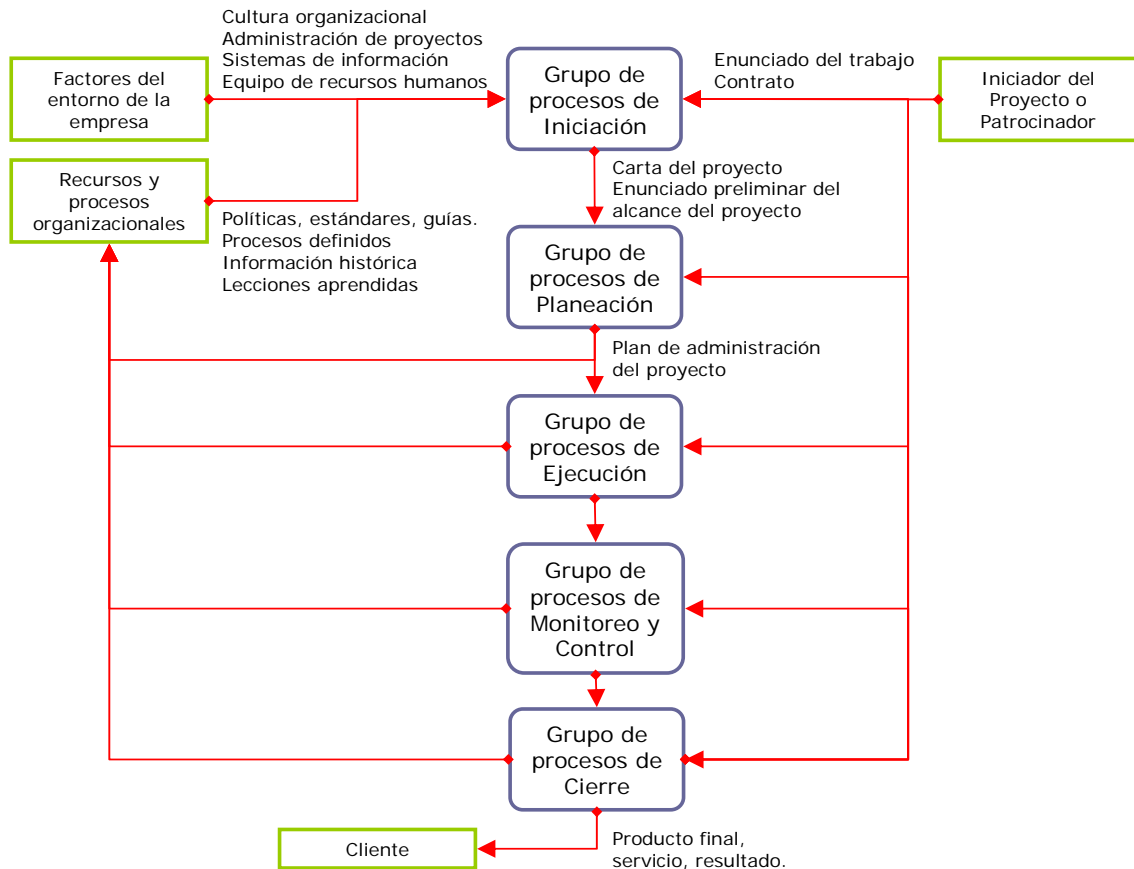 Cultura organizacional
Administración de proyectos
Sistemas de información
Equipo de recursos humanos
Factores del
entorno de la
empresa
Grupo de
procesos de
Iniciación
Enunciado del trabajo
Contrato
Iniciador del
Proyecto o
Patrocinador
Recursos y
procesos
organizacionales
Políticas, estándares, guías.
Procesos definidos
Información histórica
Lecciones aprendidas
Carta del proyecto
Enunciado preliminar del
alcance del proyecto
Grupo de
procesos de
Planeación
Plan de administración
del proyecto
Grupo de
procesos de
Ejecución
Grupo de
procesos de
Monitoreo y
Control
Grupo de
procesos de
Cierre
Cliente
Producto final,
servicio, resultado.